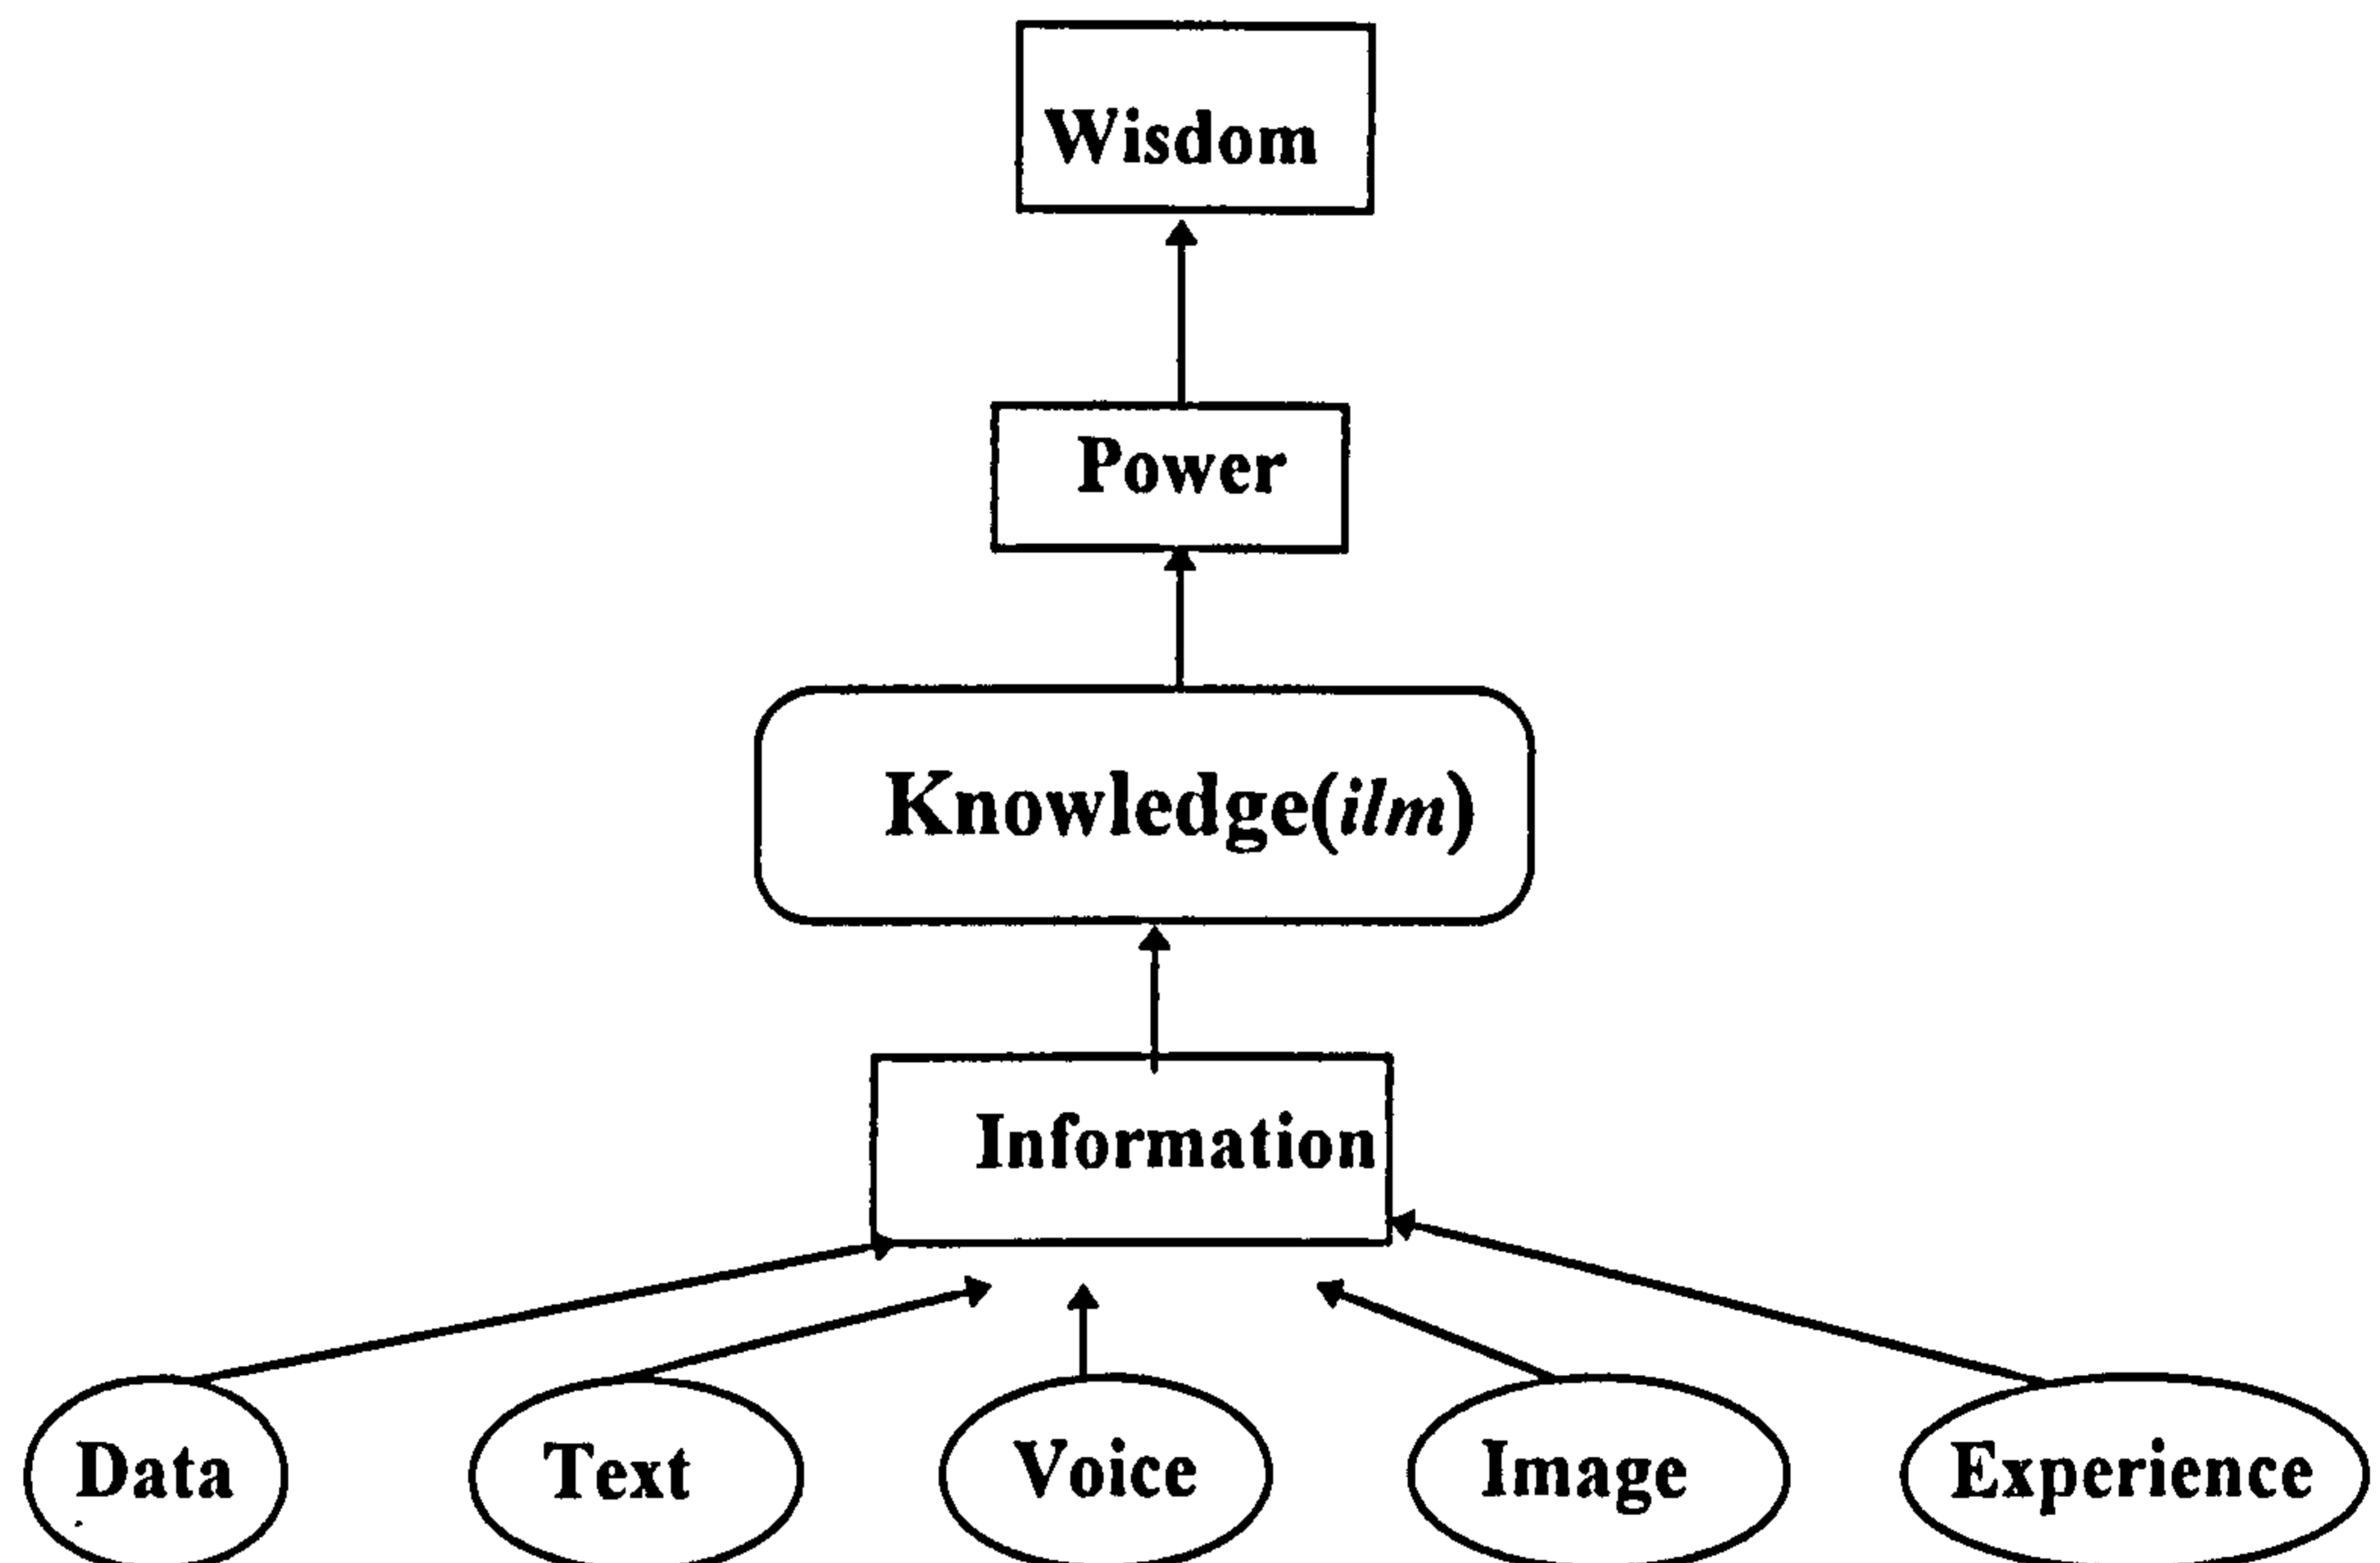 Wisdom
Power
Knowledge(ilm)
Information
Data
Text
Voice
Image
Experience